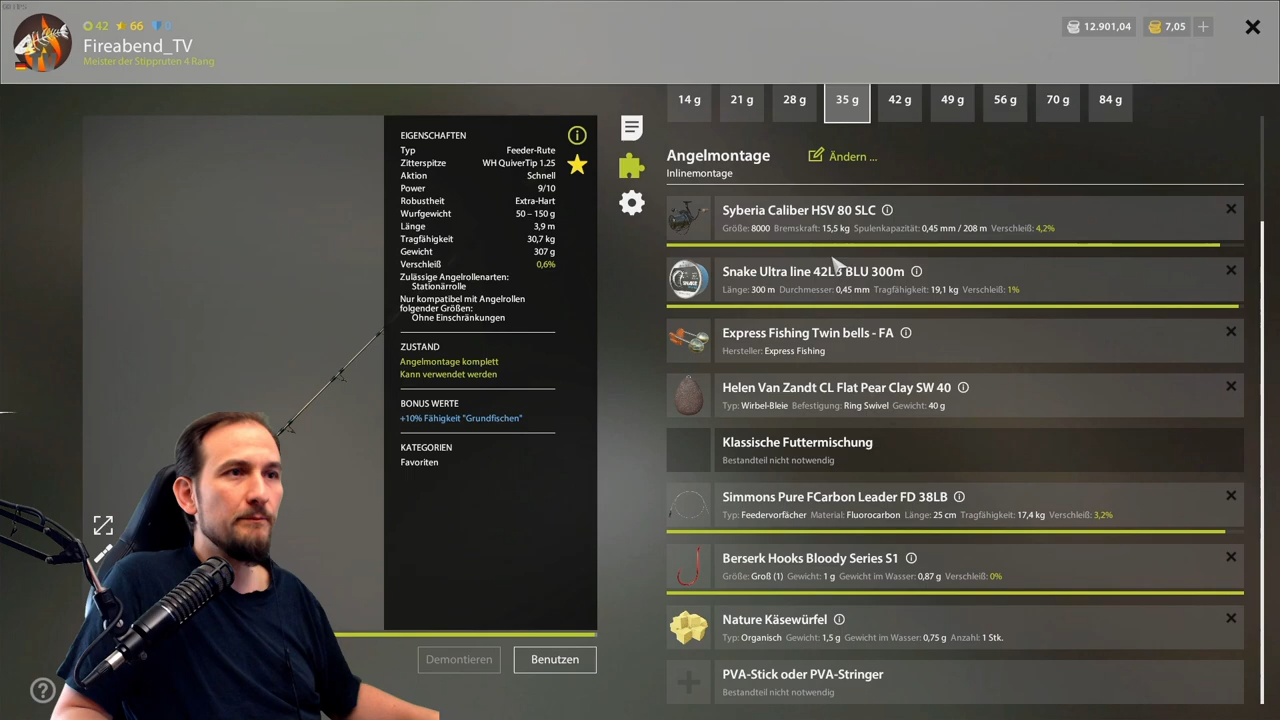 42 66 0
Fireabend_TV
Meister der Stippruten 4 Rang
12.901,04 7,05 +
14 g 21 g 28 g 35 g 42 g 49 g 56 g 70 g 84 g
EIGENSCHAFTEN
Typ Feeder-Rute
Zitterspitze WH QuiverTip 1.25
Aktion Schnell
Power 9/10
Robustheit Extra-Hart
Wurfgewicht 50 – 150 g
Länge 3,9 m
Tragfähigkeit 30,7 kg
Gewicht 307 g
Verschleiß 0,6%
Zulässige Angelrollenarten:
Stationärrolle
Nur kompatibel mit Angelrollen
folgender Größen:
Ohne Einschränkungen
ZUSTAND
Angelmontage komplett
Kann verwendet werden
BONUS WERTE
+10% Fähigkeit "Grundfischen"
KATEGORIEN
Favoriten
Demontieren Benutzen
Angelmontage Ändern ...
Inlinemontage
Syberia Caliber HSV 80 SLC
Größe: 8000 Bremskraft: 15,5 kg Spulenkapazität: 0,45 mm / 208 m Verschleiß: 4,2%
Snake Ultra line 42LB BLU 300m
Länge: 300 m Durchmesser: 0,45 mm Tragfähigkeit: 19,1 kg Verschleiß: 1%
Express Fishing Twin bells - FA
Hersteller: Express Fishing
Helen Van Zandt CL Flat Pear Clay SW 40
Typ: Wirbel-Bleie Befestigung: Ring Swivel Gewicht: 40 g
Klassische Futtermischung
Bestandteil nicht notwendig
Simmons Pure FCarbon Leader FD 38LB
Typ: Feedervorfächer Material: Fluorocarbon Länge: 25 cm Tragfähigkeit: 17,4 kg Verschleiß: 3,2%
Berserk Hooks Bloody Series S1
Größe: Groß (1) Gewicht: 1 g Gewicht im Wasser: 0,87 g Verschleiß: 0%
Nature Käsewürfel
Typ: Organisch Gewicht: 1,5 g Gewicht im Wasser: 0,75 g Anzahl: 1 Stk.
PVA-Stick oder PVA-Stringer
Bestandteil nicht notwendig